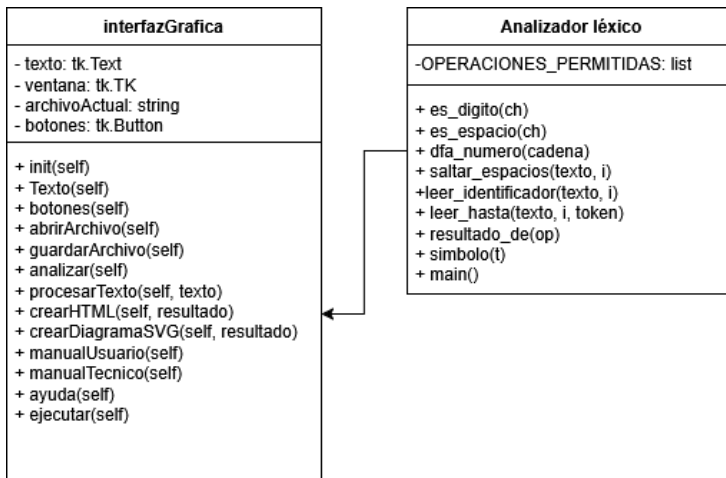 interfazGrafica
- texto: tk.Text
- ventana: tk.TK
- archivoActual: string
- botones: tk.Button
+ init(self)
+ Texto(self)
+ botones(self)
+ abrirArchivo(self)
+ guardarArchivo(self)
+ analizar(self)
+ procesarTexto(self, texto)
+ crearHTML(self, resultado)
+ crearDiagramaSVG(self, resultado)
+ manualUsuario(self)
+ manualTecnico(self)
+ ayuda(self)
+ ejecutar(self)
Analizador léxico
-OPERACIONES_PERMITIDAS: list
+ es_digito(ch)
+ es_espacio(ch)
+ dfa_numero(cadena)
+ saltar_espacios(texto, i)
+leer_identificador(texto, i)
+ leer_hasta(texto, i, token)
+ resultado_de(op)
+ simbolo(t)
+ main()